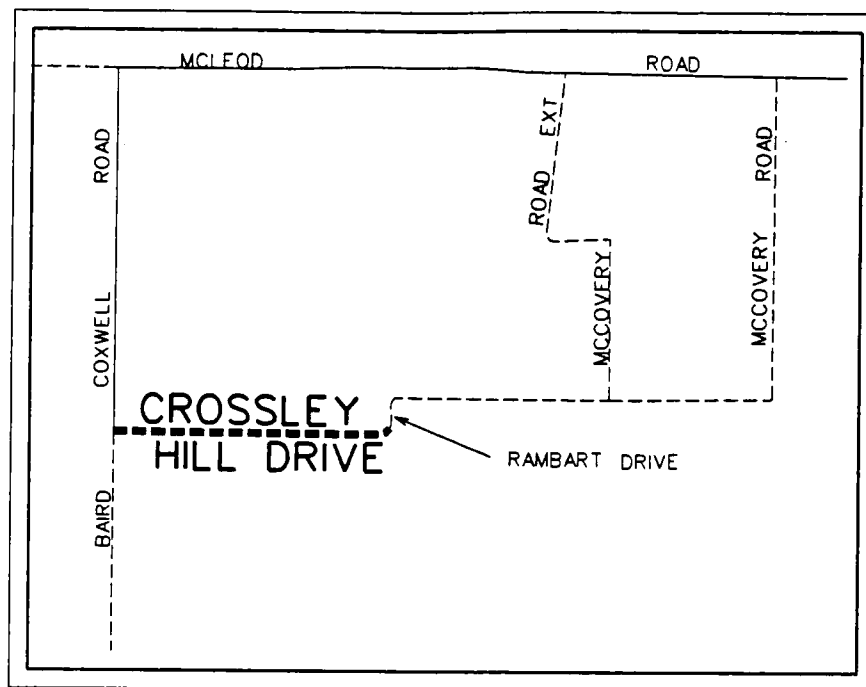 MCLEOD ROAD
BAIRD COXWELL ROAD
MCCOVERY ROAD EXT
MCCOVERY ROAD
CROSSLEY
HILL DRIVE
RAMBART DRIVE